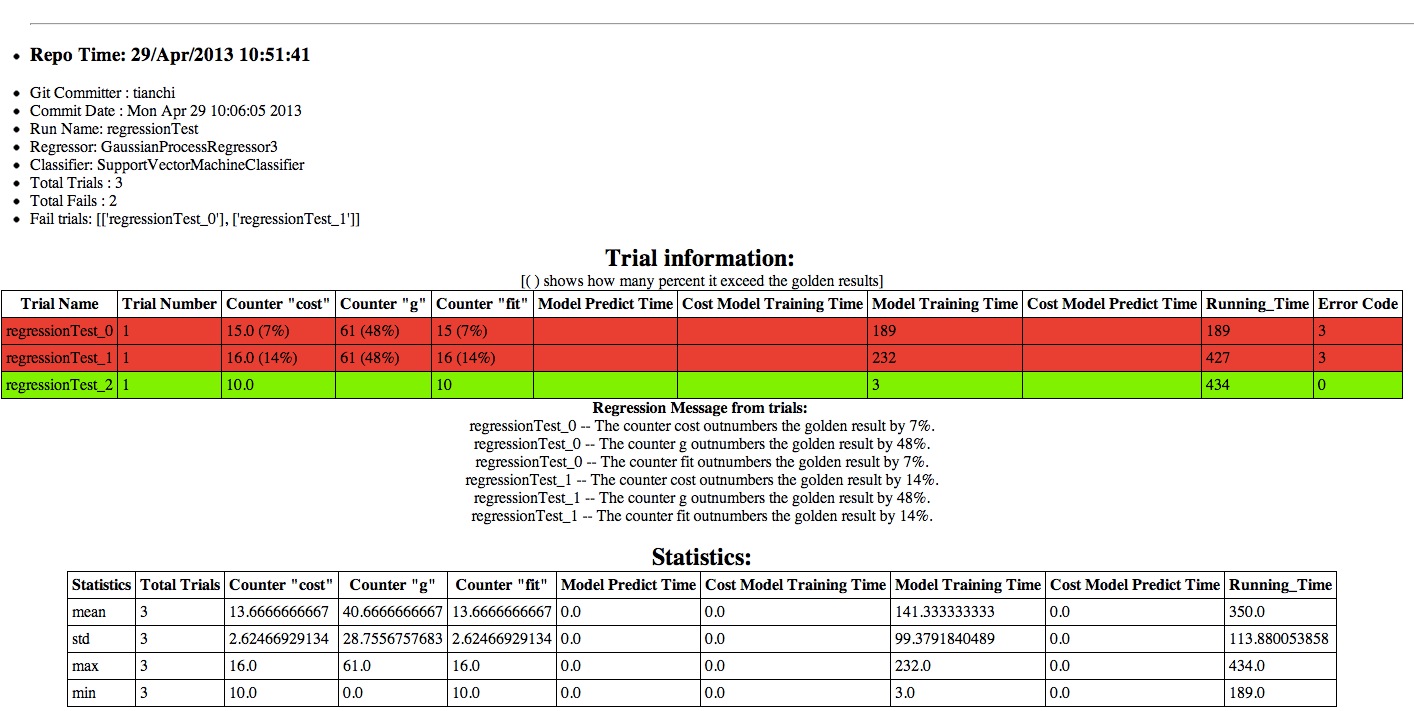 Repo Time: 29/Apr/2013 10:51:41
Git Committer : tianchi
Commit Date : Mon Apr 29 10:06:05 2013
Run Name: regressionTest
Regressor: GaussianProcessRegressor3
Classifier: SupportVectorMachineClassifier
Total Trials : 3
Total Fails : 2
Fail trials: [['regressionTest_0'], ['regressionTest_1']]
Trial information:
[( ) shows how many percent it exceed the golden results]
Trial Name Trial Number Counter "cost" Counter "g" Counter "fit" Model Predict Time Cost Model Training Time Model Training Time Cost Model Predict Time Running_Time Error Code
regressionTest_0 1 15.0 (7%) 61 (48%) 15 (7%) 189 189 3
regressionTest_1 1 16.0 (14%) 61 (48%) 16 (14%) 232 427 3
regressionTest_2 1 10.0 10 3 434 0
Regression Message from trials:
regressionTest_0 -- The counter cost outnumbers the golden result by 7%.
regressionTest_0 -- The counter g outnumbers the golden result by 48%.
regressionTest_0 -- The counter fit outnumbers the golden result by 7%.
regressionTest_1 -- The counter cost outnumbers the golden result by 14%.
regressionTest_1 -- The counter g outnumbers the golden result by 48%.
regressionTest_1 -- The counter fit outnumbers the golden result by 14%.
Statistics:
Statistics Total Trials Counter "cost" Counter "g" Counter "fit" Model Predict Time Cost Model Training Time Model Training Time Cost Model Predict Time Running_Time
mean 3 13.6666666667 40.6666666667 13.6666666667 0.0 0.0 141.333333333 0.0 350.0
std 3 2.62466929134 28.7556757683 2.62466929134 0.0 0.0 99.3791840489 0.0 113.880053858
max 3 16.0 61.0 16.0 0.0 0.0 232.0 0.0 434.0
min 3 10.0 0.0 10.0 0.0 0.0 3.0 0.0 189.0